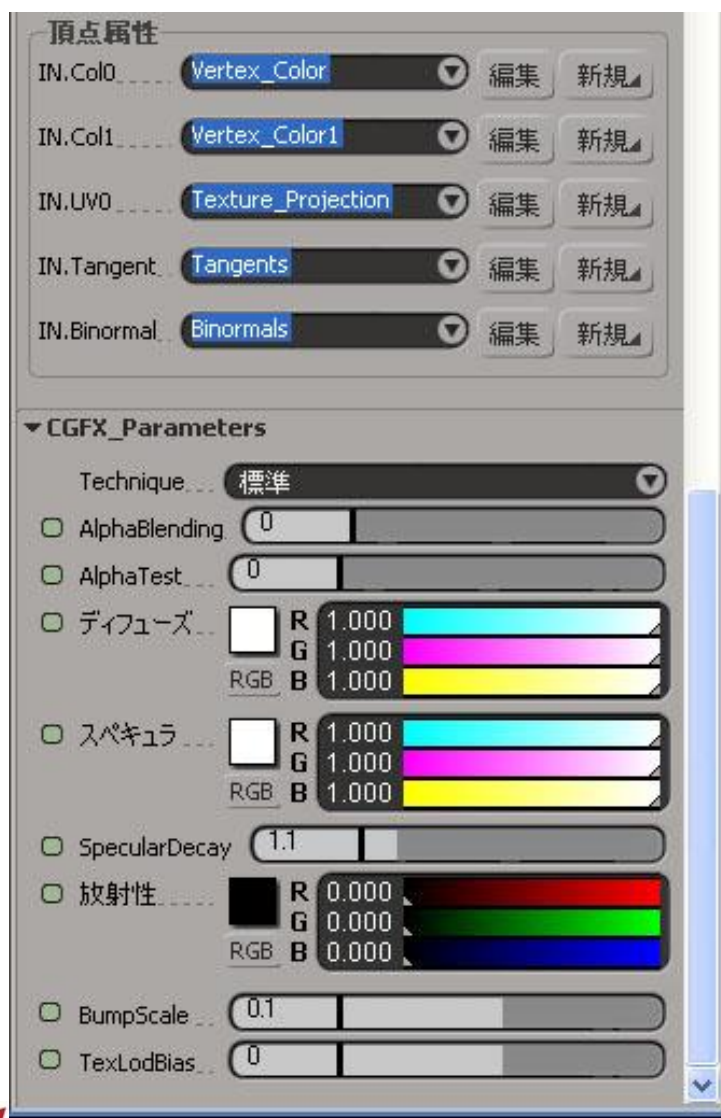 頂点属性
IN.Col0 Vertex_Color 編集 新規
IN.Col1 Vertex_Color1 編集 新規
IN.UV0 Texture_Projection 編集 新規
IN.Tangent Tangents 編集 新規
IN.Binormal Binormals 編集 新規
CGFX_Parameters
Technique 標準
AlphaBlending 0
AlphaTest 0
ディフューズ R 1.000
G 1.000
RGB B 1.000
スペキュラ R 1.000
G 1.000
RGB B 1.000
SpecularDecay 1.1
放射性 R 0.000
G 0.000
RGB B 0.000
BumpScale 0.1
TexLodBias 0